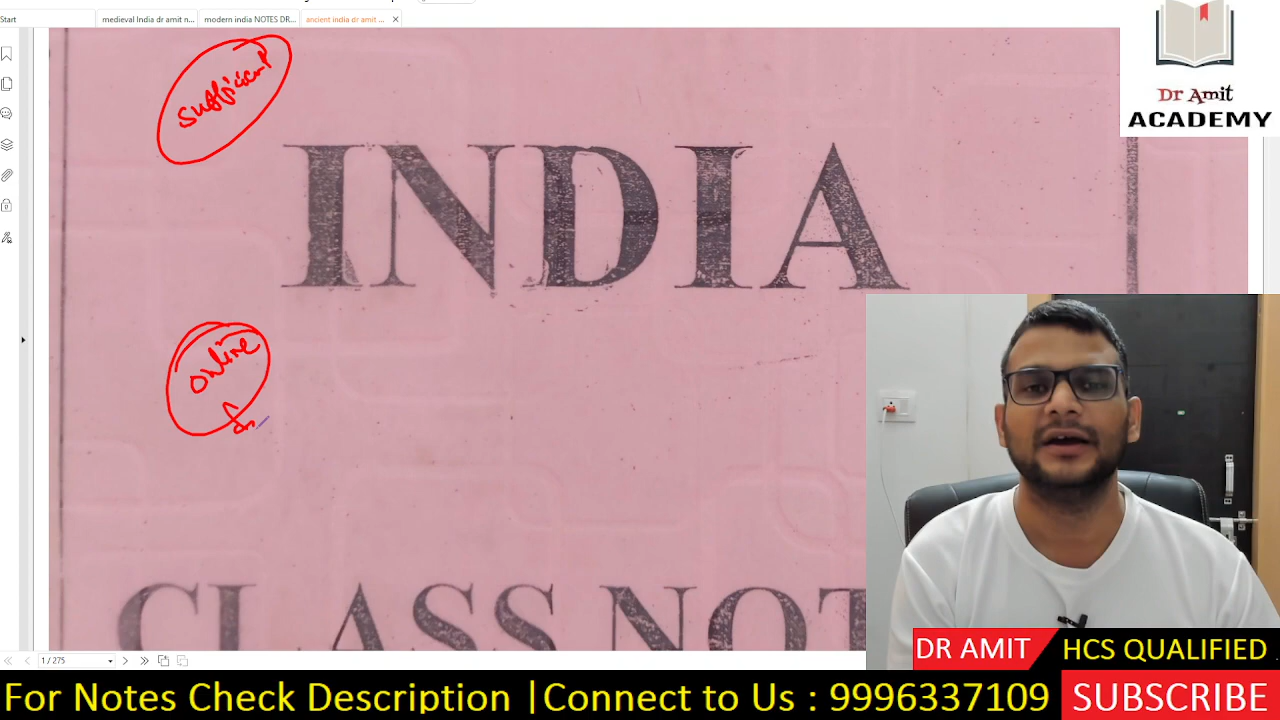 Start
medieval India dr amit n...
modern india NOTES DR...
ancient india dr amit ...
Dr Amit
ACADEMY
sufficient
INDIA
online
CLASS NOT
1 / 275
DR AMIT
HCS QUALIFIED
For Notes Check Description | Connect to Us : 9996337109
SUBSCRIBE